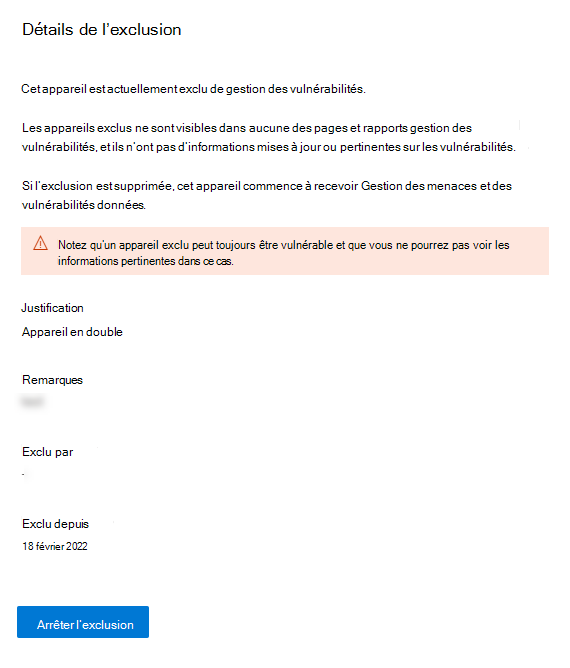 Détails de l’exclusion
Cet appareil est actuellement exclu de gestion des vulnérabilités.
Les appareils exclus ne sont visibles dans aucune des pages et rapports gestion des
vulnérabilités, et ils n’ont pas d’informations mises à jour ou pertinentes sur les vulnérabilités.
Si l’exclusion est supprimée, cet appareil commence à recevoir Gestion des menaces et des
vulnérabilités données.
Notez qu’un appareil exclu peut toujours être vulnérable et que vous ne pourrez pas voir les
informations pertinentes dans ce cas.
Justification
Appareil en double
Remarques
Exclu par
-
Exclu depuis
18 février 2022
Arrêter l’exclusion